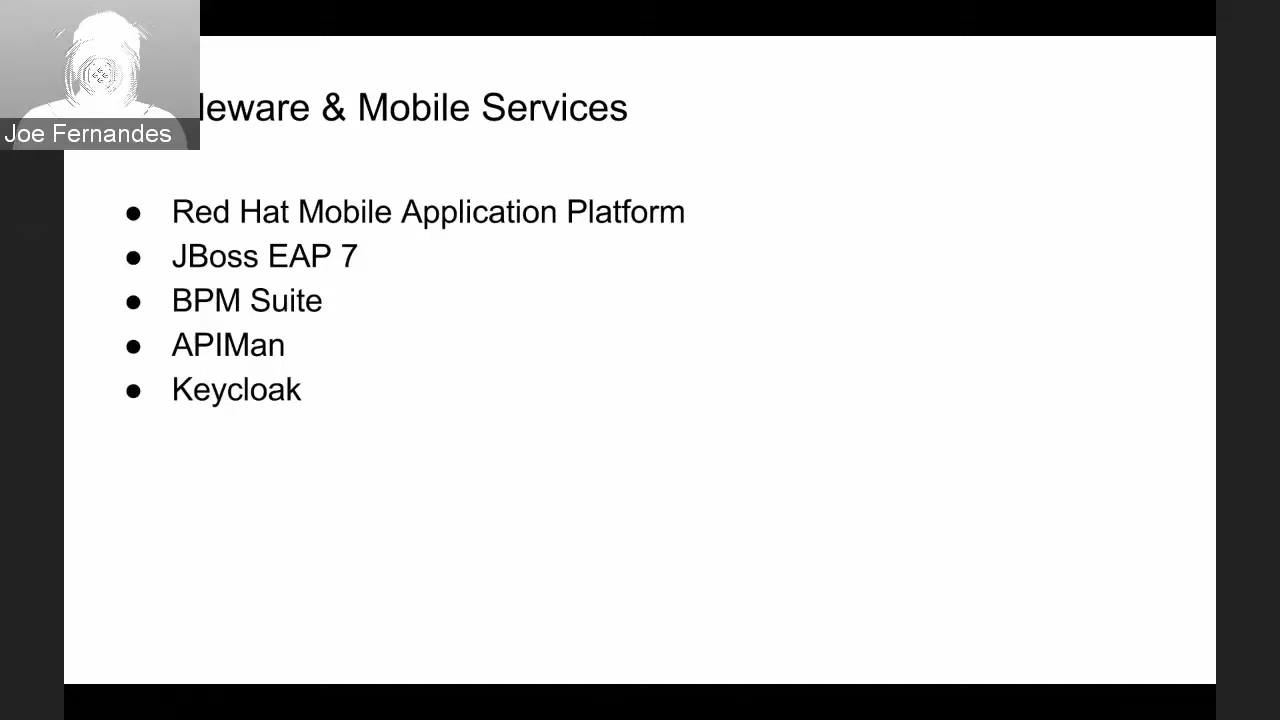 Joe Fernandes
leware & Mobile Services
● Red Hat Mobile Application Platform
● JBoss EAP 7
● BPM Suite
● APIMan
● Keycloak